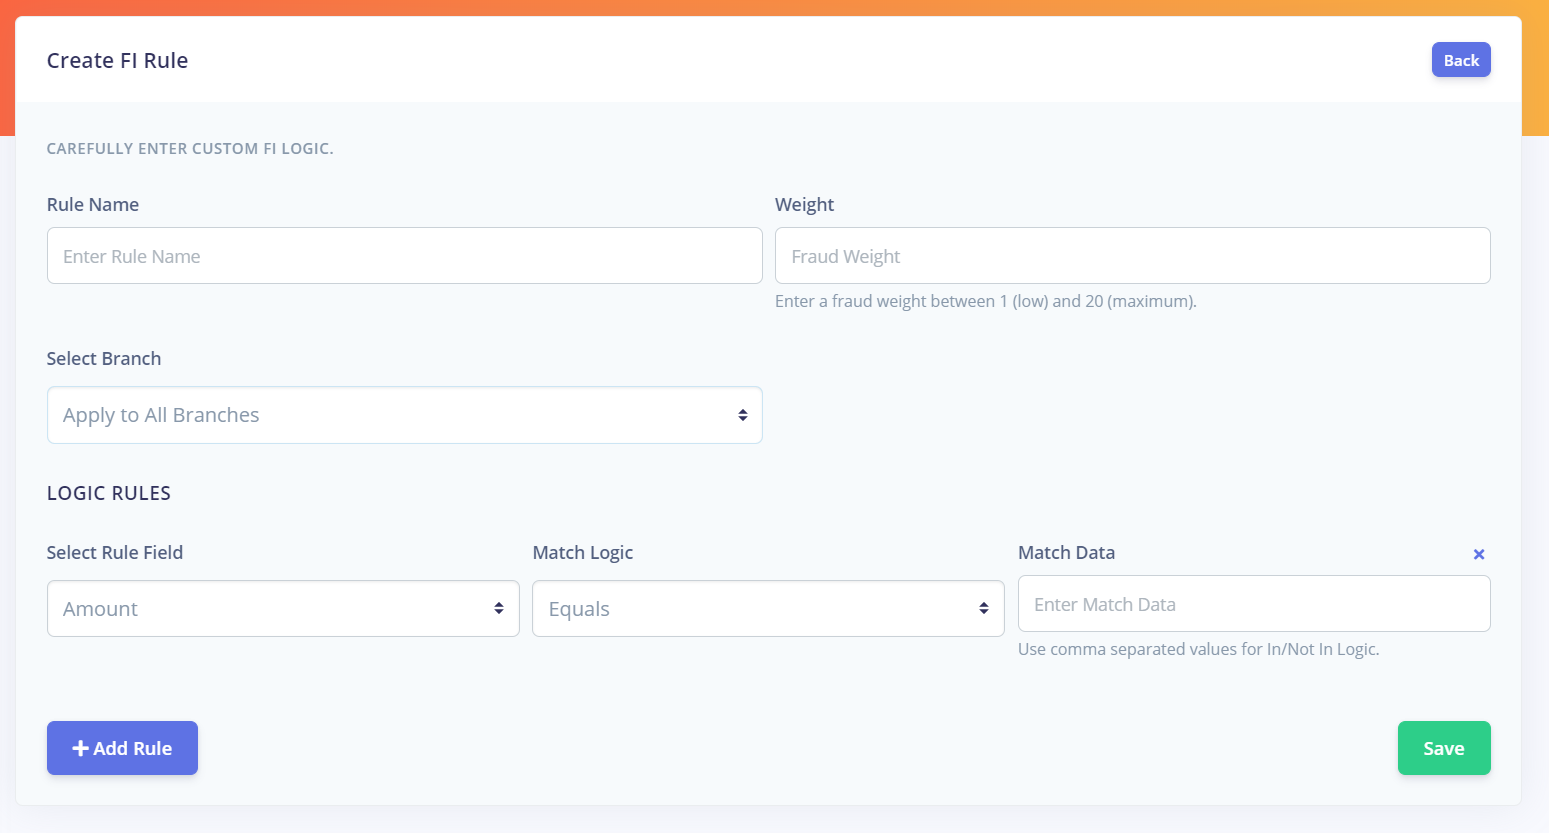 Create FI Rule
Back
CAREFULLY ENTER CUSTOM FI LOGIC.
Rule Name
Weight
Enter Rule Name
Fraud Weight
Enter a fraud weight between 1 (low) and 20 (maximum).
Select Branch
Apply to All Branches
LOGIC RULES
Select Rule Field
Match Logic
Match Data
Amount
Equals
Enter Match Data
Use comma separated values for In/Not In Logic.
Add Rule
Save